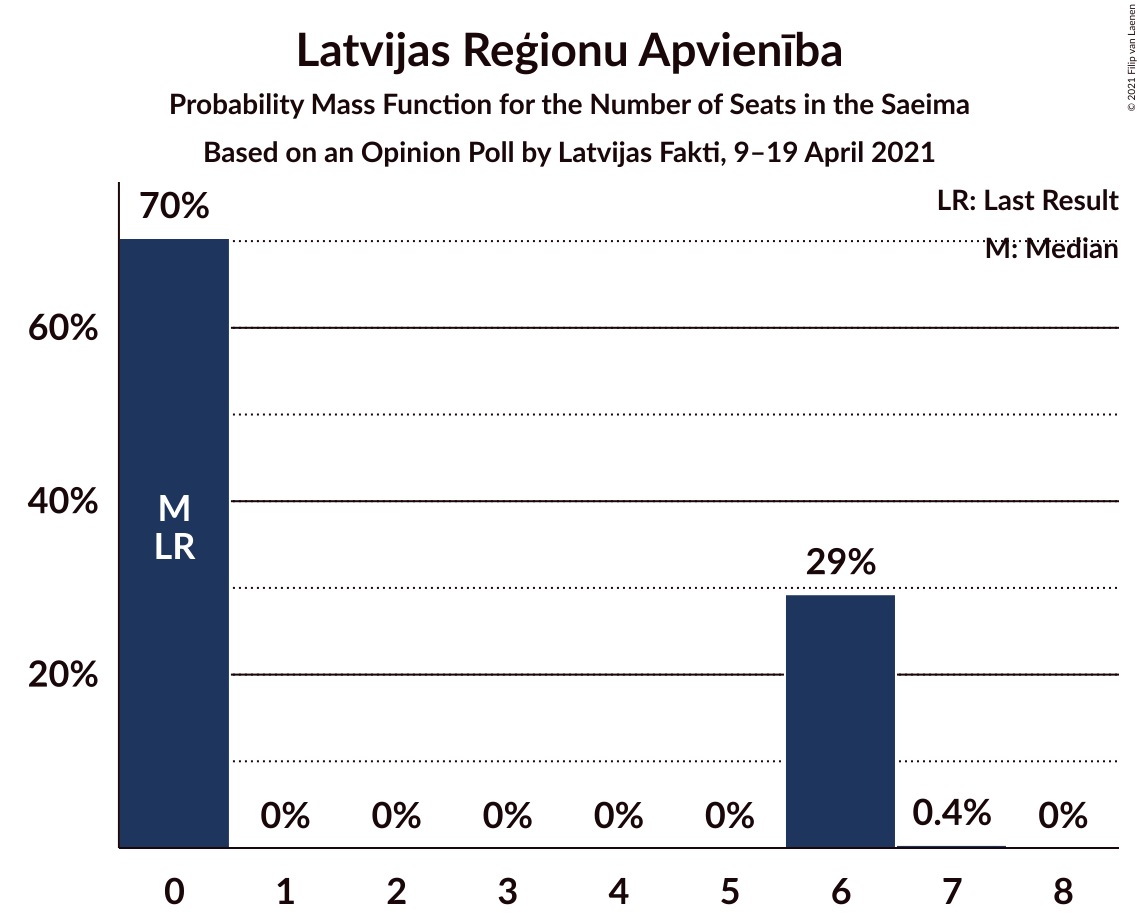 Latvijas Reģionu Apvienība
Probability Mass Function for the Number of Seats in the Saeima
Based on an Opinion Poll by Latvijas Fakti, 9–19 April 2021
© 2021 Filip van Laenen
LR: Last Result
M: Median
70%
60%
40%
20%
M
LR
0%
0%
0%
0%
0%
29%
0.4%
0%
0 1 2 3 4 5 6 7 8